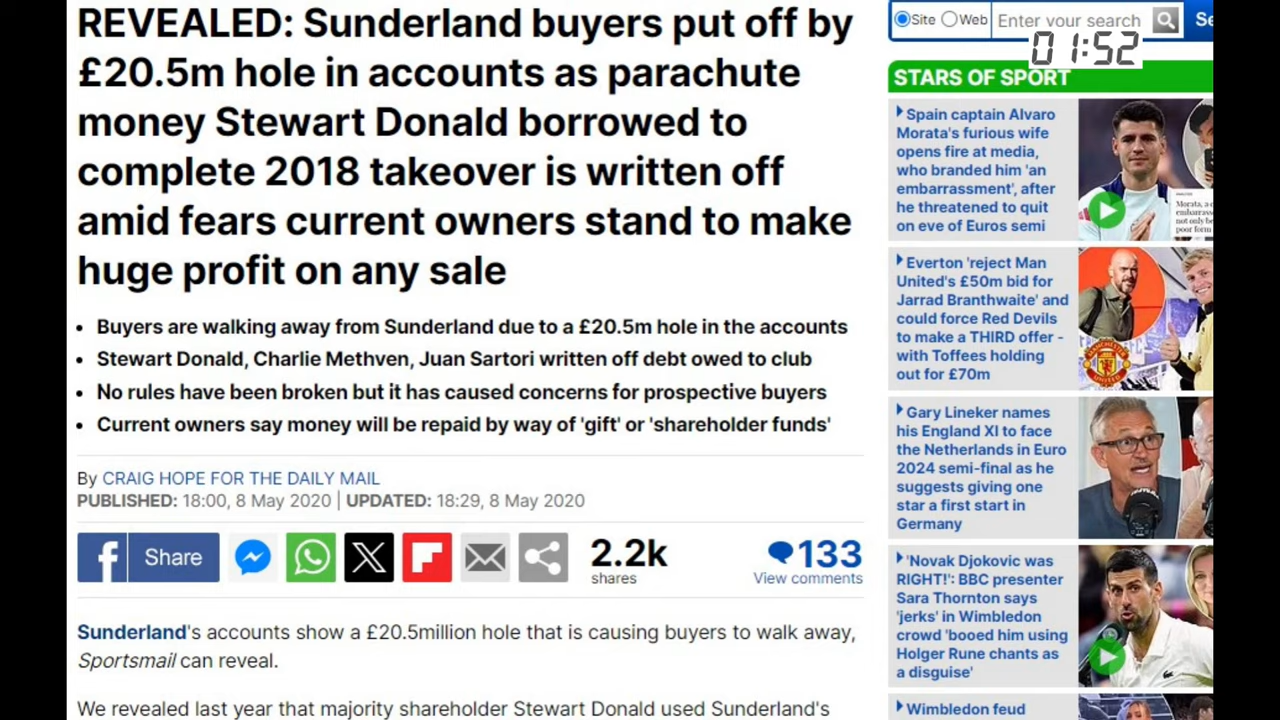 REVEALED: Sunderland buyers put off by
£20.5m hole in accounts as parachute
money Stewart Donald borrowed to
complete 2018 takeover is written off
amid fears current owners stand to make
huge profit on any sale
• Buyers are walking away from Sunderland due to a £20.5m hole in the accounts
• Stewart Donald, Charlie Methven, Juan Sartori written off debt owed to club
• No rules have been broken but it has caused concerns for prospective buyers
• Current owners say money will be repaid by way of 'gift' or 'shareholder funds'
By CRAIG HOPE FOR THE DAILY MAIL
PUBLISHED: 18:00, 8 May 2020 | UPDATED: 18:29, 8 May 2020
Share
2.2k
shares
133
View comments
Sunderland's accounts show a £20.5million hole that is causing buyers to walk away,
Sportsmail can reveal.
We revealed last year that majority shareholder Stewart Donald used Sunderland's
Site Web Enter your search
01:52
STARS OF SPORT
Spain captain Alvaro
Morata's furious wife
opens fire at media,
who branded him 'an
embarrassment', after
he threatened to quit
on eve of Euros semi
Everton 'reject Man
United's £50m bid for
Jarrad Branthwaite' and
could force Red Devils
to make a THIRD offer -
with Toffees holding
out for £70m
Gary Lineker names
his England XI to face
the Netherlands in Euro
2024 semi-final as he
suggests giving one
star a first start in
Germany
'Novak Djokovic was
RIGHT!': BBC presenter
Sara Thornton says
'jerks' in Wimbledon
crowd 'booed him using
Holger Rune chants as
a disguise'
Wimbledon feud